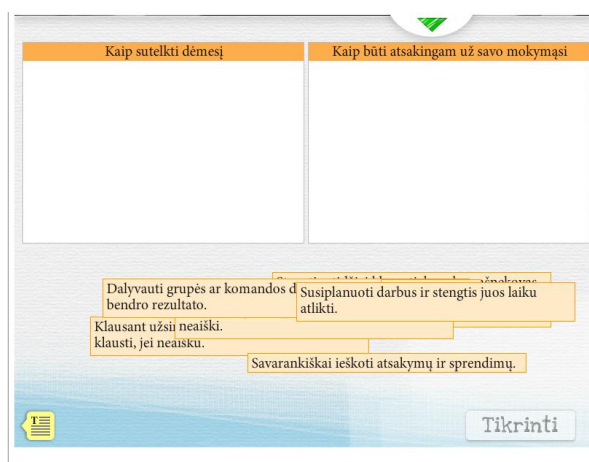 Kaip sutelkti dėmesį
Kaip būti atsakingam už savo mokymąsi
Dalyvauti grupės ar komandos
bendro rezultato.
Susiplanuoti darbus ir stengtis juos laiku
atlikti.
Klausant
neaiški.
klausti, jei neaišku.
Savarankiškai ieškoti atsakymų ir sprendimų.
T
Tikrinti